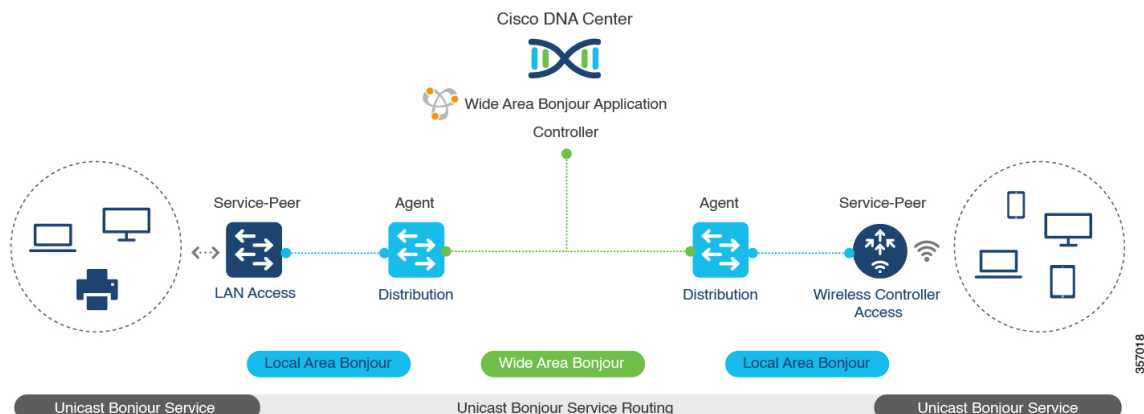 Cisco DNA Center
Wide Area Bonjour Application
Controller
Service-Peer
Agent
Agent
Service-Peer
LAN Access
Distribution
Distribution
Wireless Controller
Access
Local Area Bonjour
Wide Area Bonjour
Local Area Bonjour
357018
Unicast Bonjour Service
Unicast Bonjour Service Routing
Unicast Bonjour Service